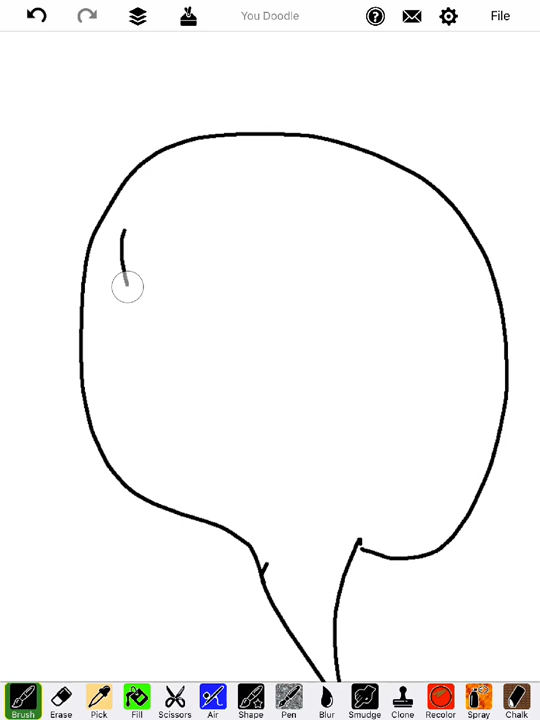 You Doodle
File
Brush Erase Pick Fill Scissors Air Shape Pen Blur Smudge Clone Recolor Spray Chalk